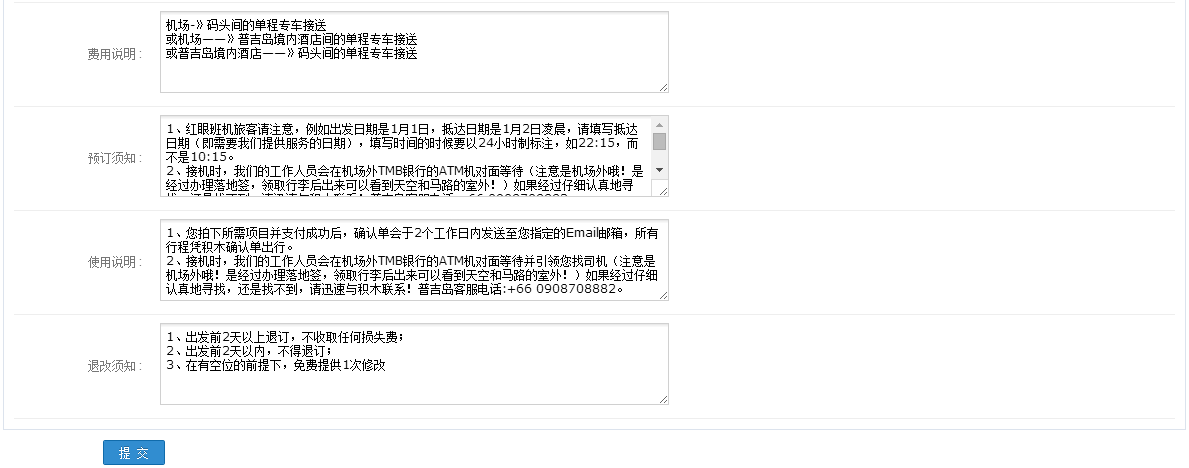 费用说明：
机场-》码头间的单程专车接送
或机场——》普吉岛境内酒店间的单程专车接送
或普吉岛境内酒店——》码头间的单程专车接送
预订须知：
1、红眼班机旅客请注意，例如出发日期是1月1日，抵达日期是1月2日凌晨，请填写抵达
日期（即需要我们提供服务的日期），填写时间的时候要以24小时制标注，如22:15，而
不是10:15。
2、接机时，我们的工作人员会在机场外TMB银行的ATM机对面等待（注意是机场外哦！是
经过办理落地签，领取行李后出来可以看到天空和马路的室外！）如果经过仔细认真地寻
使用说明：
1、您拍下所需项目并支付成功后，确认单会于2个工作日内发送至您指定的Email邮箱，所有
行程凭积木确认单出行。
2、接机时，我们的工作人员会在机场外TMB银行的ATM机对面等待并引领您找司机（注意是
机场外哦！是经过办理落地签，领取行李后出来可以看到天空和马路的室外！）如果经过仔细
认真地寻找，还是找不到，请迅速与积木联系！普吉岛客服电话:+66 0908708882。
退改须知：
1、出发前2天以上退订，不收取任何损失费；
2、出发前2天以内，不得退订；
3、在有空位的前提下，免费提供1次修改
提 交